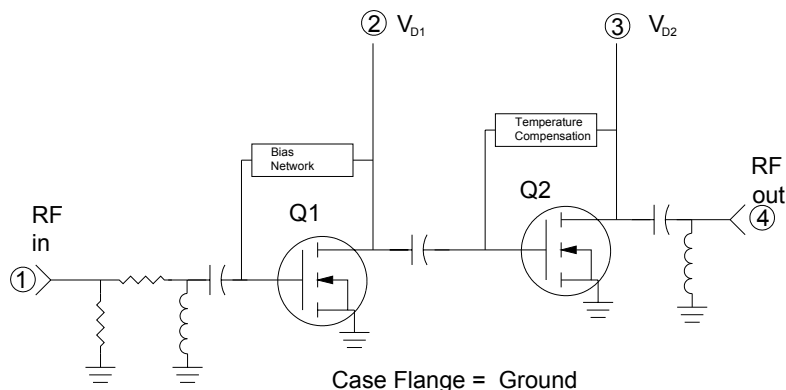 ② V_D1
③ V_D2
Bias
Network
Temperature
Compensation
RF
in
①
Q1
Q2
RF
out
④
Case Flange = Ground